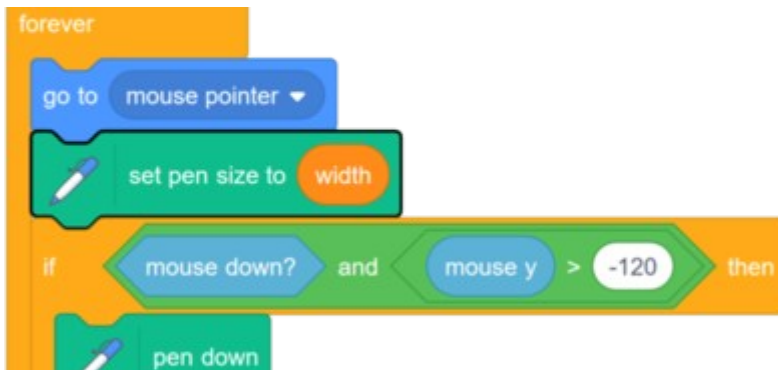 forever
go to mouse pointer
set pen size to width
if mouse down? and mouse y > -120 then
pen down